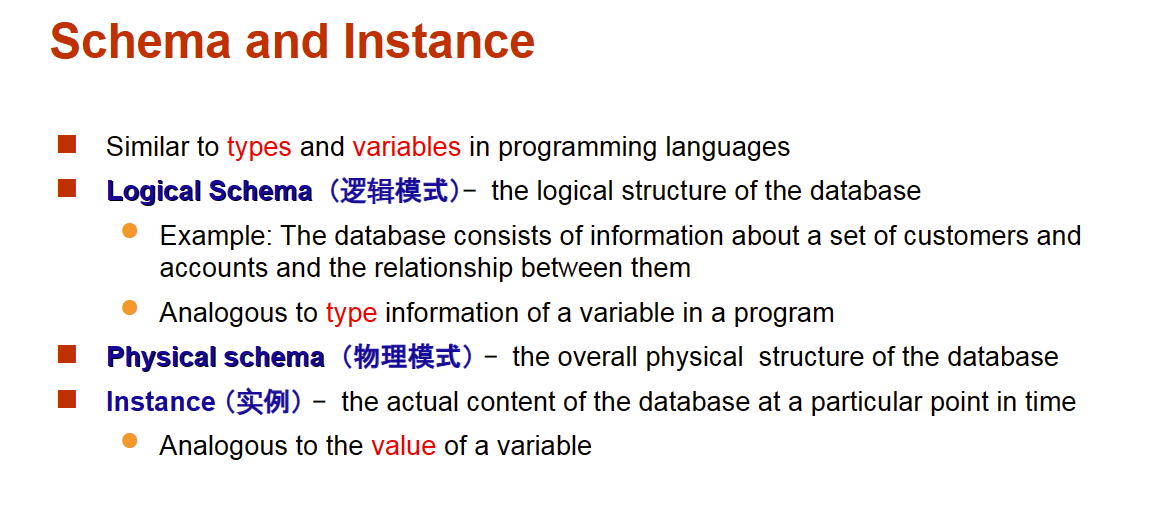 Schema and Instance
Similar to types and variables in programming languages
Logical Schema（逻辑模式）– the logical structure of the database
Example: The database consists of information about a set of customers and
accounts and the relationship between them
Analogous to type information of a variable in a program
Physical schema（物理模式）– the overall physical  structure of the database
Instance（实例）– the actual content of the database at a particular point in time
Analogous to the value of a variable